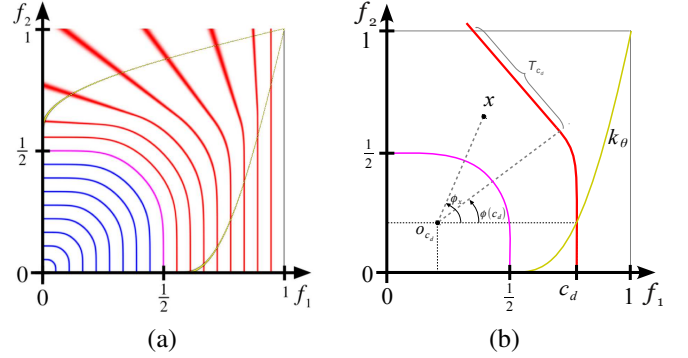 f₂
1
1/2
0
0
1/2
1
f₁
(a)
f₂
1
1/2
0
T_{c_d}
x
k_θ
ϕ_x
ϕ(c_d)
o_{c_d}
0
1/2
c_d
1
f₁
(b)